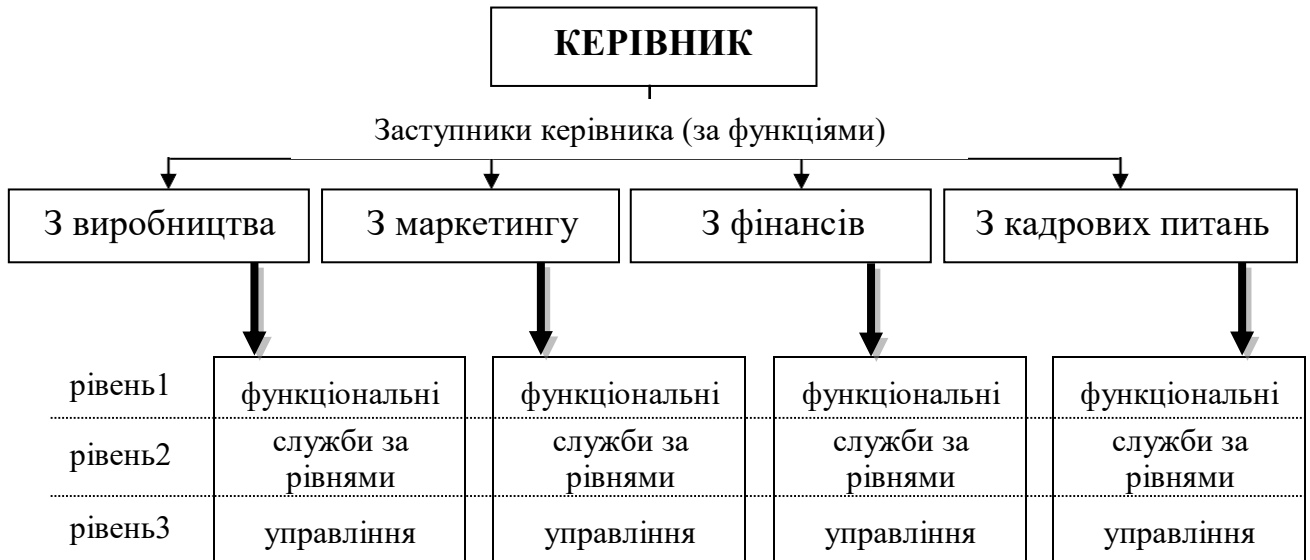 КЕРІВНИК
Заступники керівника (за функціями)
З виробництва
З маркетингу
З фінансів
З кадрових питань
рівень1
функціональні
функціональні
функціональні
функціональні
рівень2
служби за
рівнями
служби за
рівнями
служби за
рівнями
служби за
рівнями
рівень3
управління
управління
управління
управління